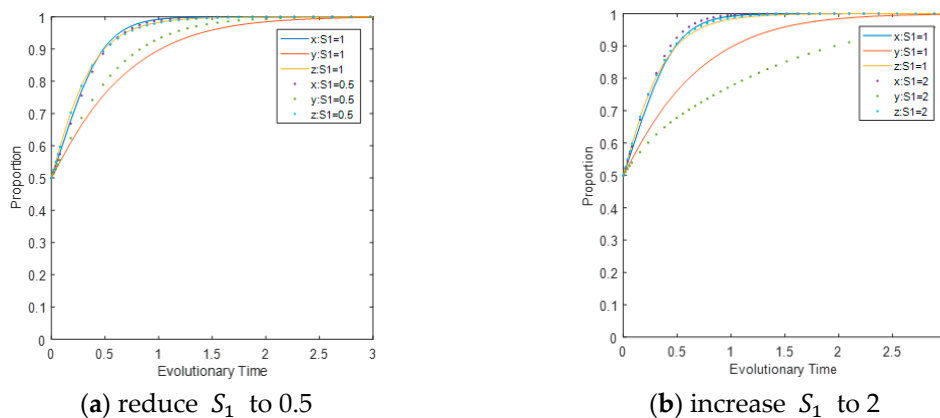 1
0.9
0.8
0.7
0.6
0.5
0.4
0.3
0.2
0.1
0
Proportion
x:S1=1
y:S1=1
z:S1=1
x:S1=0.5
y:S1=0.5
z:S1=0.5
0 0.5 1 1.5 2 2.5 3
Evolutionary Time
(a) reduce S₁ to 0.5
1
0.9
0.8
0.7
0.6
0.5
0.4
0.3
0.2
0.1
0
Proportion
x:S1=1
y:S1=1
z:S1=1
x:S1=2
y:S1=2
z:S1=2
0 0.5 1 1.5 2 2.5
Evolutionary Time
(b) increase S₁ to 2